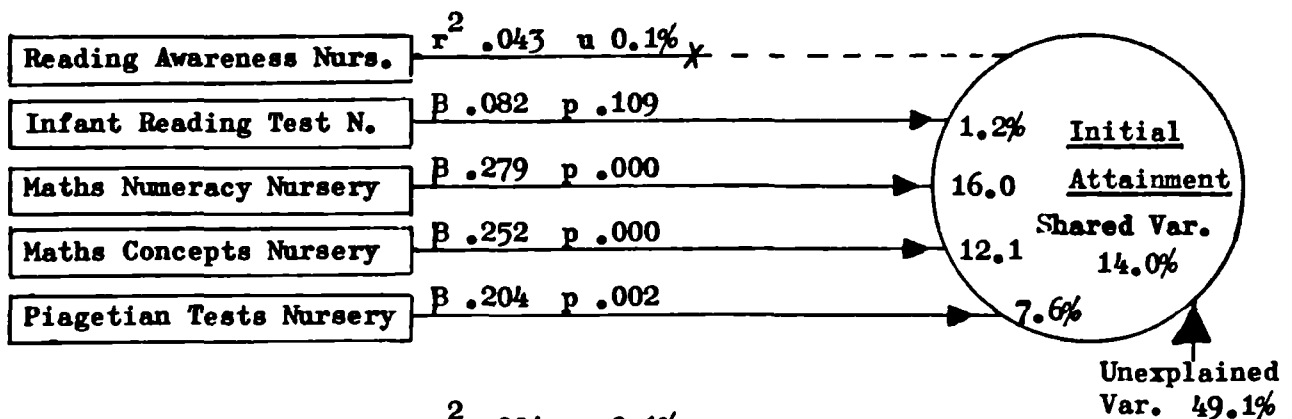 r² .043 u 0.1%
Reading Awareness Nurs.
Infant Reading Test N.
β .082 p .109
1.2%
Initial
Maths Numeracy Nursery
β .279 p .000
16.0
Attainment
Maths Concepts Nursery
β .252 p .000
12.1
Shared Var.
14.0%
Piagetian Tests Nursery
β .204 p .002
7.6%
Unexplained
Var. 49.1%